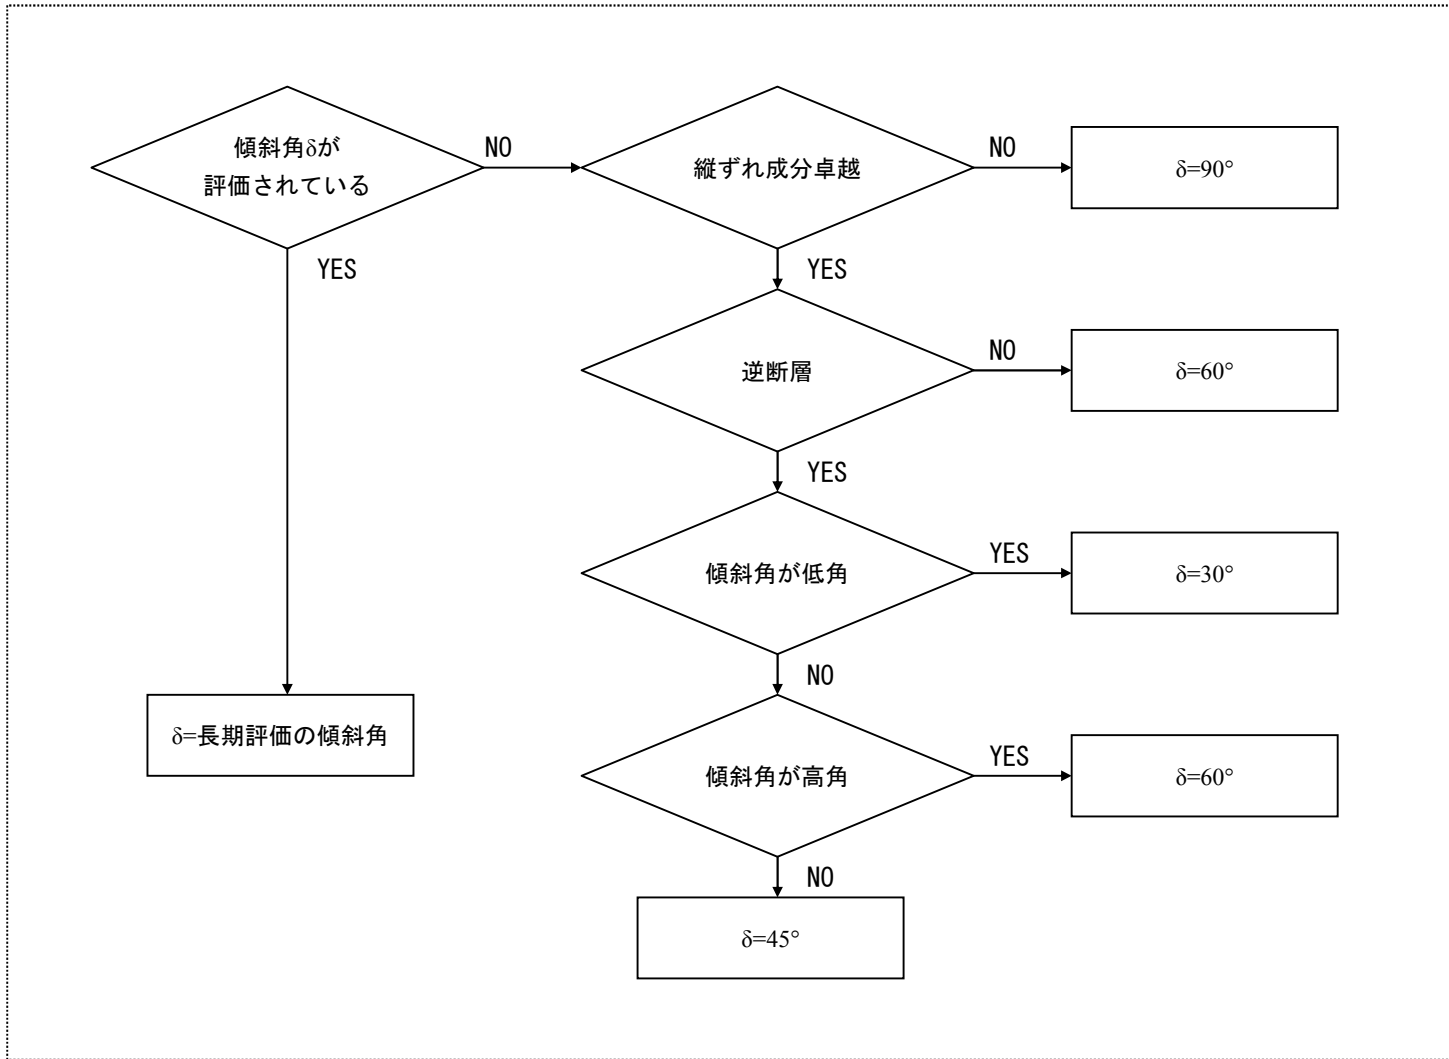 傾斜角δが
評価されている
NO
縦ずれ成分卓越
NO
δ=90°
YES
YES
逆断層
NO
δ=60°
YES
傾斜角が低角
YES
δ=30°
NO
δ=長期評価の傾斜角
傾斜角が高角
YES
δ=60°
NO
δ=45°